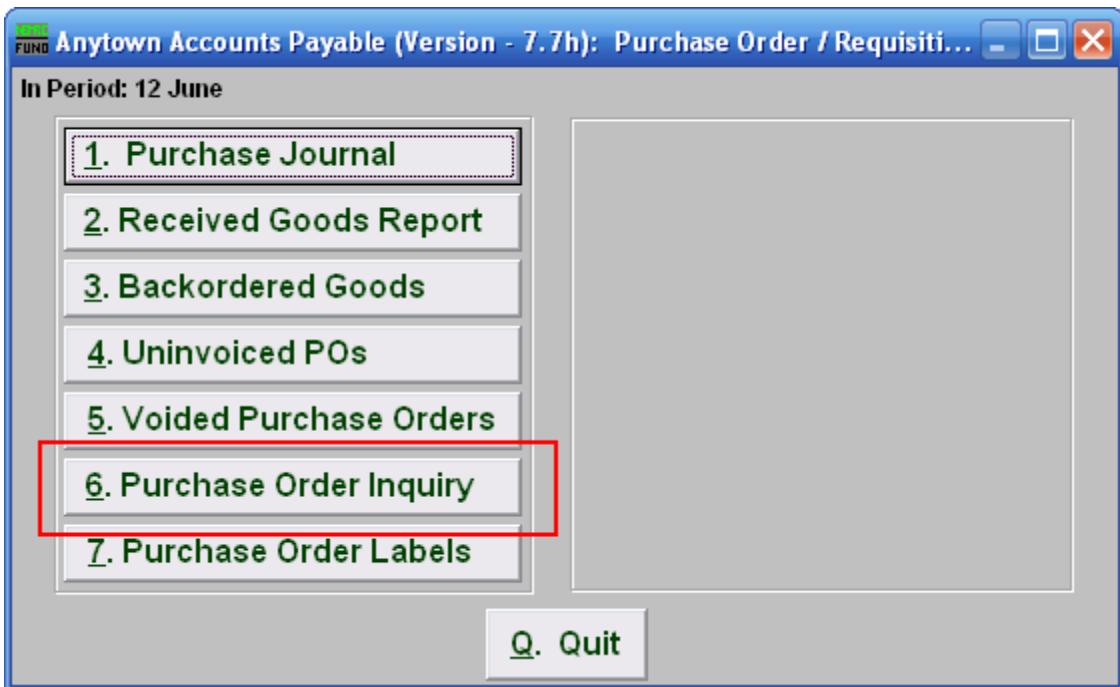 FUND Anytown Accounts Payable (Version - 7.7h): Purchase Order / Requisiti...
In Period: 12 June
1. Purchase Journal
2. Received Goods Report
3. Backordered Goods
4. Uninvoiced POs
5. Voided Purchase Orders
6. Purchase Order Inquiry
7. Purchase Order Labels
Q. Quit